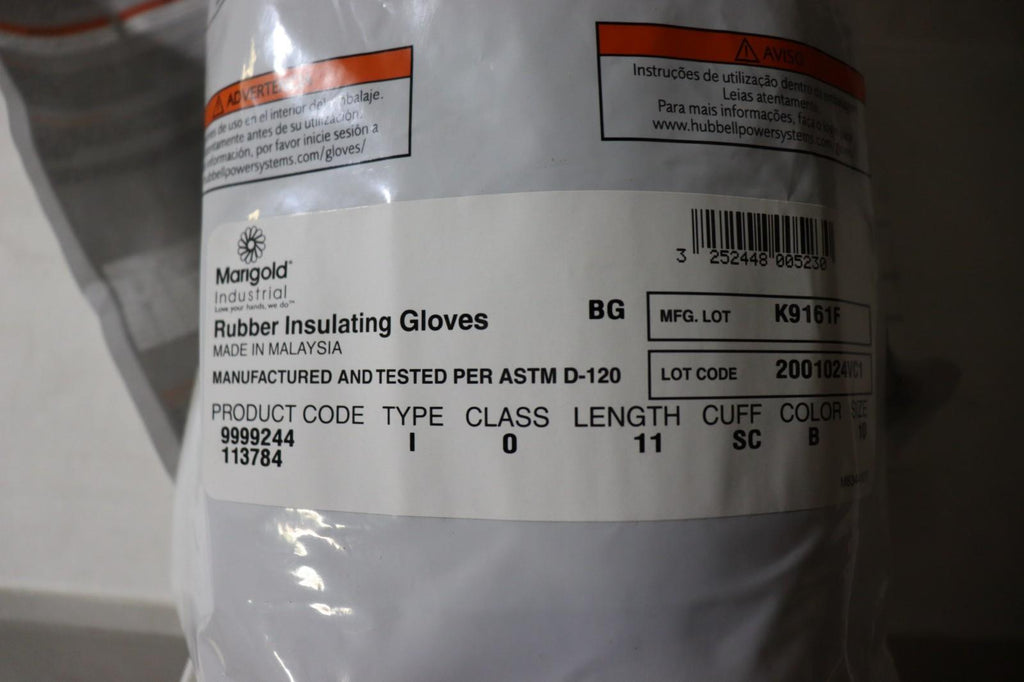 ADVERTE
de uso en el interior del embalaje.
antes de su utilización.
por favor inicie sesión a
hubbellpowersystems.com/gloves/
AVISO
Instruções de utilização dentro
Leias atentamente
Para mais informações, faça o
www.hubbellpowersystems.com/
Marigold
Industrial
Love your hands, we do™
3 252448 005230
Rubber Insulating Gloves
BG
MFG. LOT K9161F
MADE IN MALAYSIA
MANUFACTURED AND TESTED PER ASTM D-120
LOT CODE 2001024VC1
PRODUCT CODE TYPE CLASS LENGTH CUFF COLOR SIZE
9999244 I 0 11 SC B 10
113784